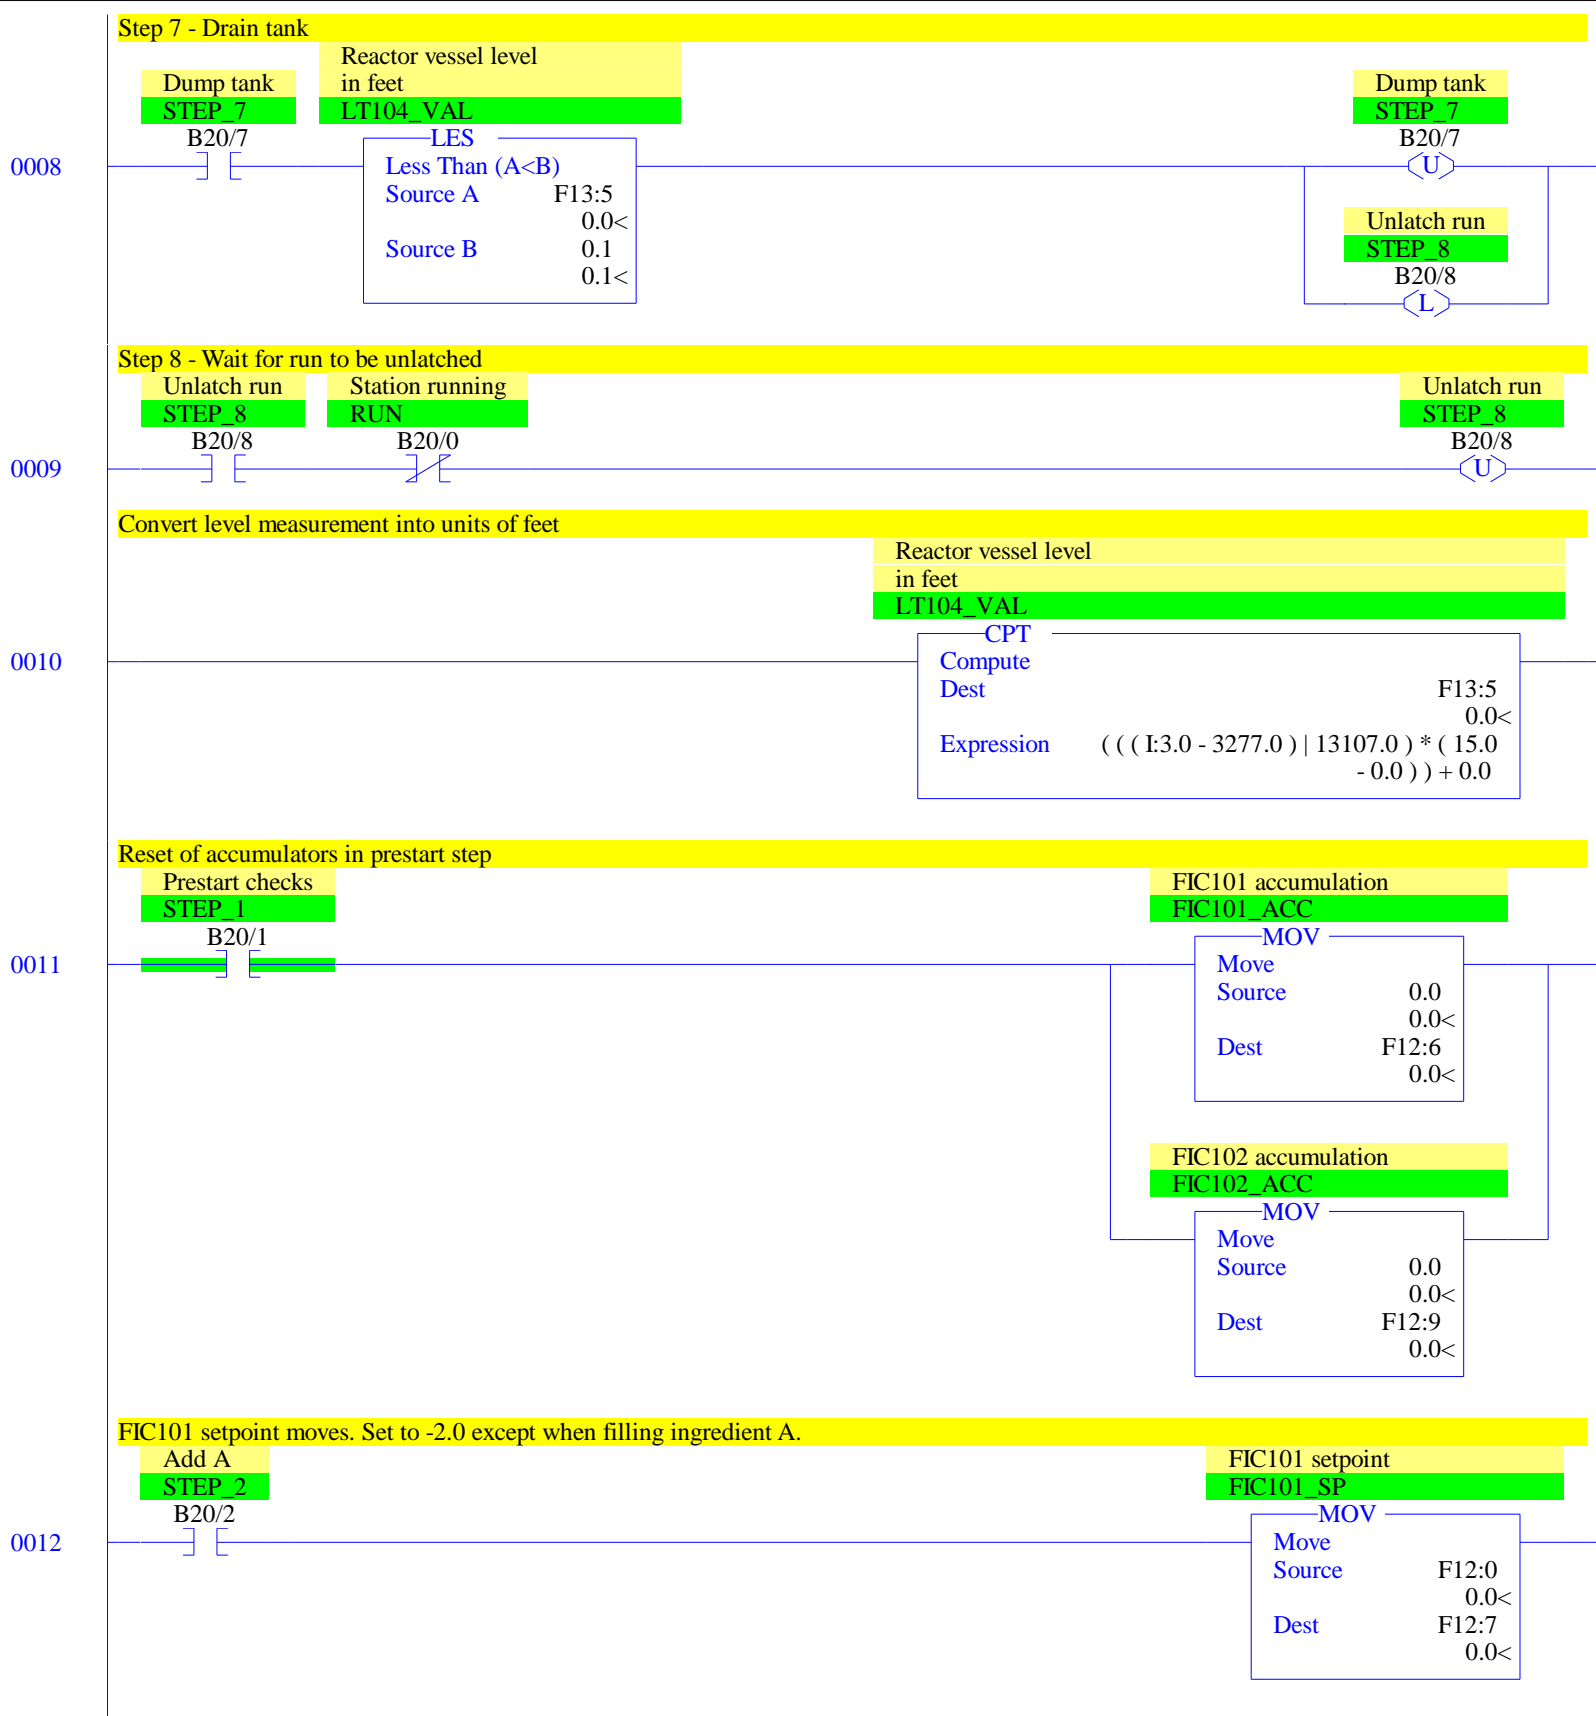 Step 7 - Drain tank
Reactor vessel level
Dump tank
in feet
Dump tank
STEP_7
LT104_VAL
STEP_7
B20/7
LES
B20/7
0008
Less Than (A<B)
U
Source A F13:5
0.0<
Unlatch run
Source B 0.1
STEP_8
0.1<
B20/8
L
Step 8 - Wait for run to be unlatched
Unlatch run
Station running
Unlatch run
STEP_8
RUN
STEP_8
B20/8
B20/0
B20/8
0009
U
Convert level measurement into units of feet
Reactor vessel level
in feet
LT104_VAL
CPT
0010
Compute
Dest F13:5
0.0<
Expression ( ( ( I:3.0 - 3277.0 ) | 13107.0 ) * ( 15.0
- 0.0 ) ) + 0.0
Reset of accumulators in prestart step
Prestart checks
FIC101 accumulation
STEP_1
FIC101_ACC
B20/1
MOV
0011
Move
Source 0.0
0.0<
Dest F12:6
0.0<
FIC102 accumulation
FIC102_ACC
MOV
Move
Source 0.0
0.0<
Dest F12:9
0.0<
FIC101 setpoint moves. Set to -2.0 except when filling ingredient A.
Add A
FIC101 setpoint
STEP_2
FIC101_SP
B20/2
MOV
0012
Move
Source F12:0
0.0<
Dest F12:7
0.0<